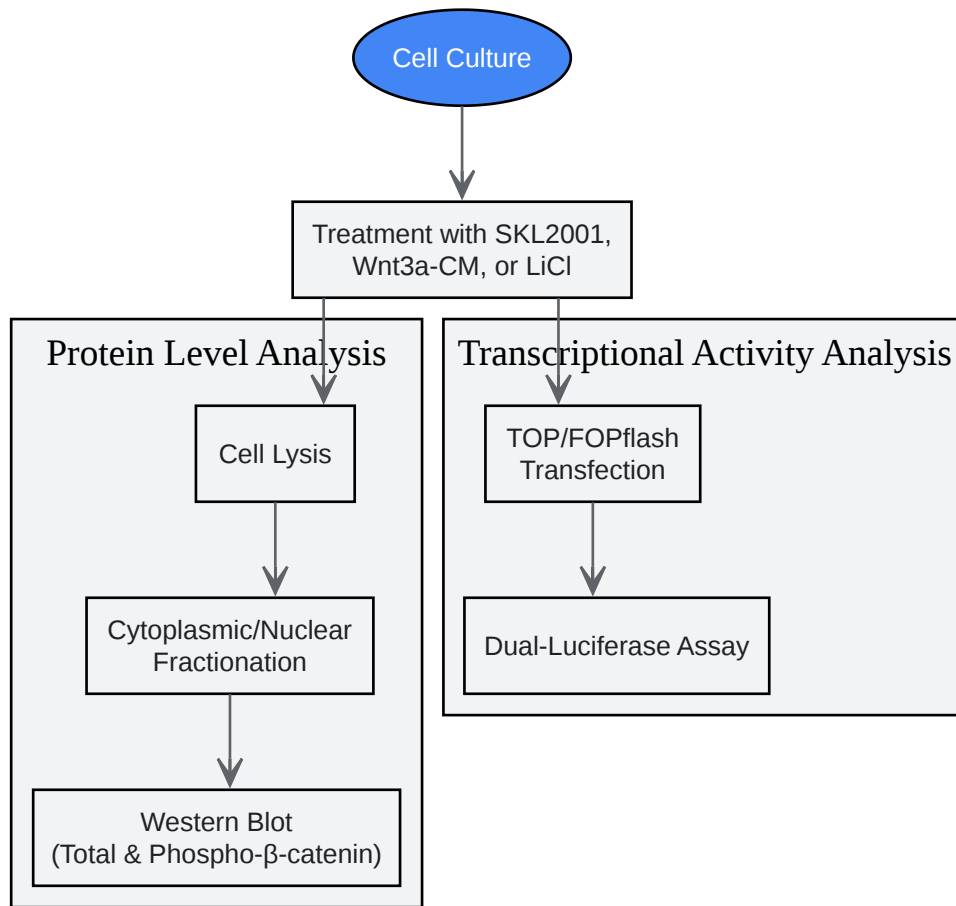 Cell Culture
Treatment with SKL2001,
Wnt3a-CM, or LiCl
Protein Level Analysis
Cell Lysis
Cytoplasmic/Nuclear
Fractionation
Western Blot
(Total & Phospho-β-catenin)
Transcriptional Activity Analysis
TOP/FOPflash
Transfection
Dual-Luciferase Assay